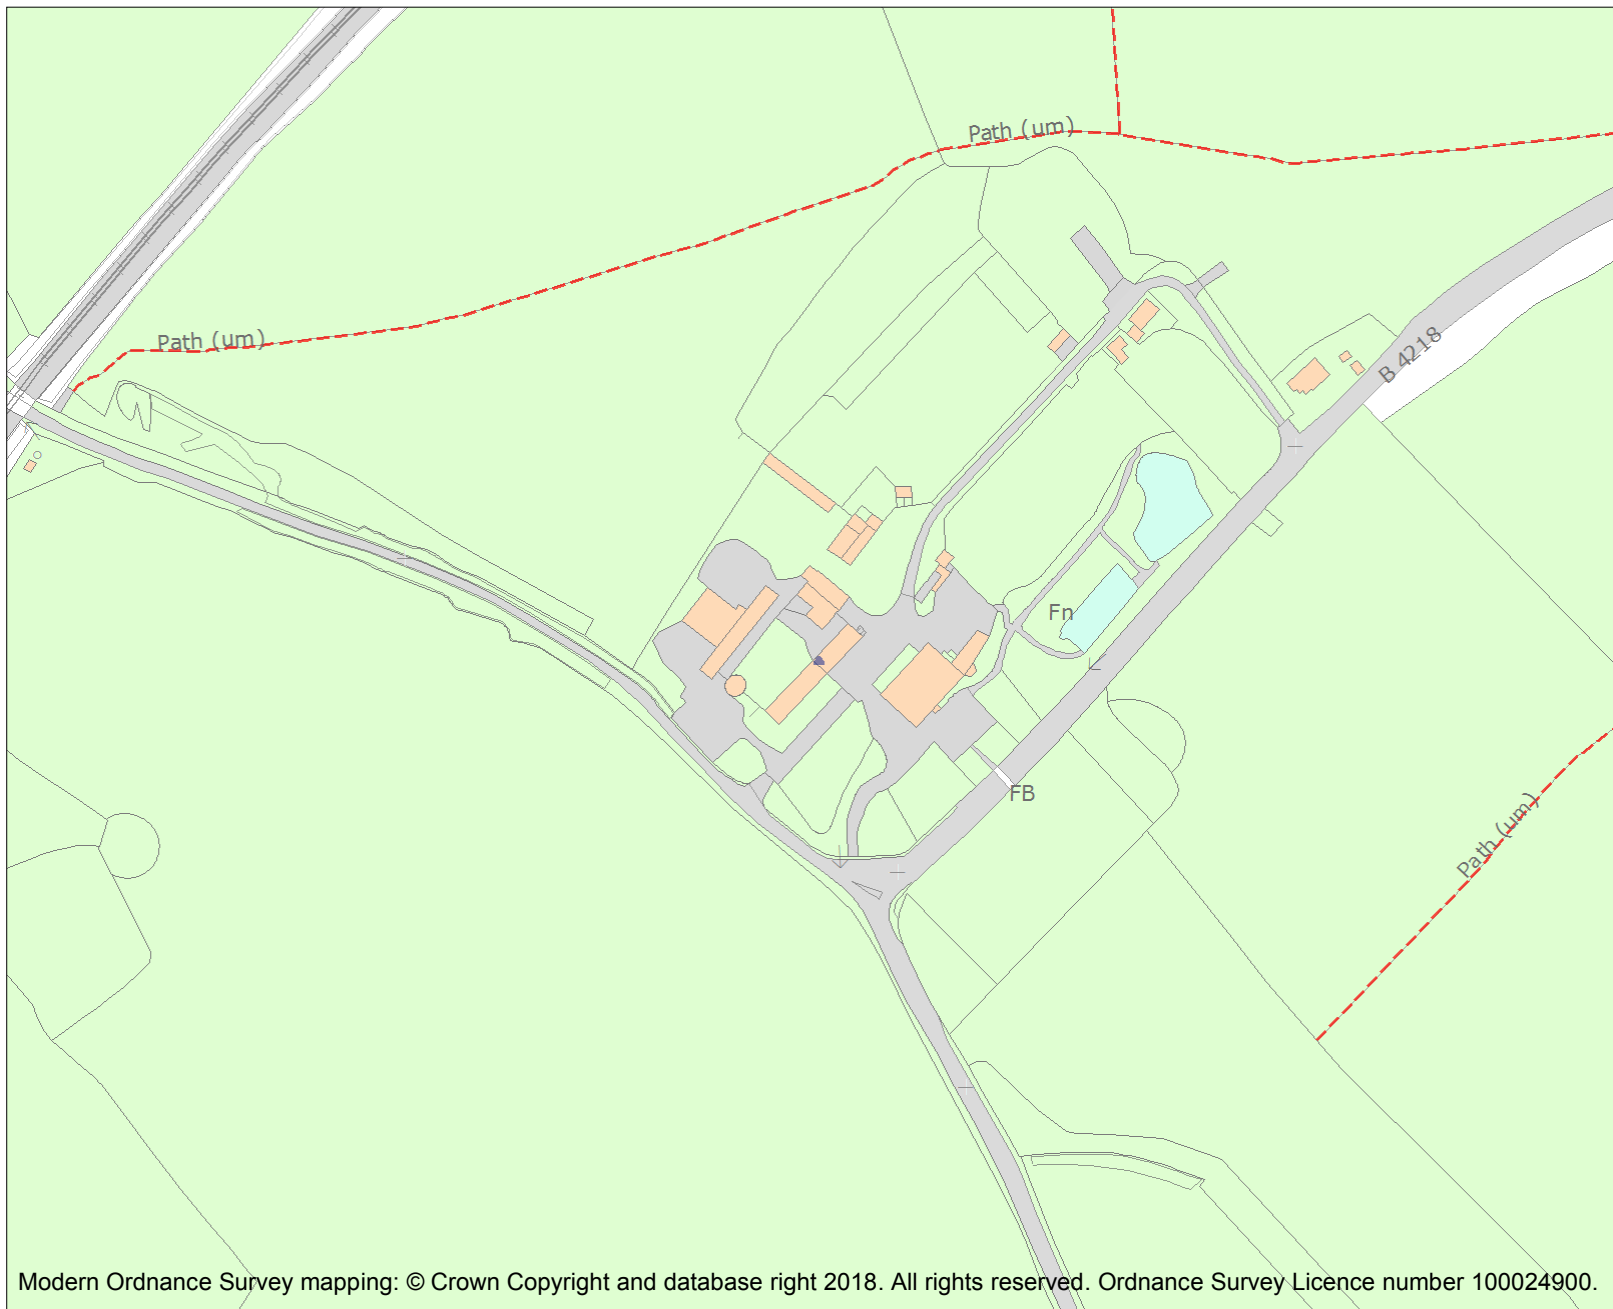 Path (um)
Path (um)
B 4218
Fn
FB
Path (um)
Modern Ordnance Survey mapping: © Crown Copyright and database right 2018. All rights reserved. Ordnance Survey Licence number 100024900.